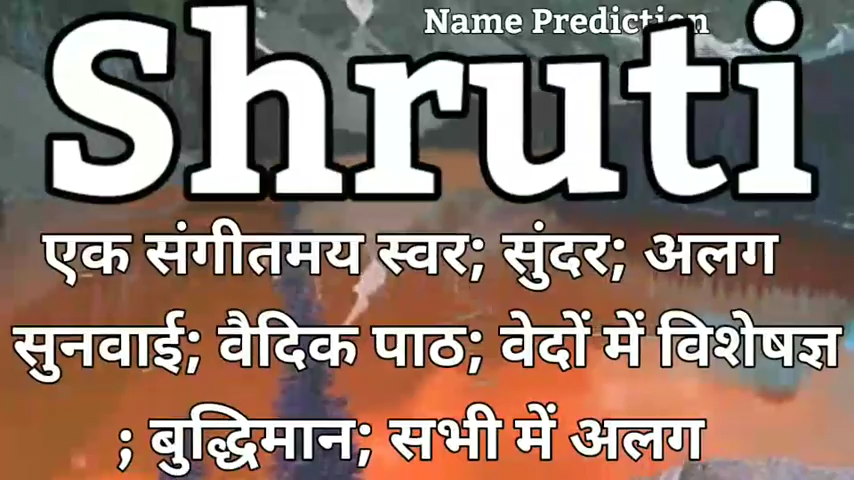 Name Prediction
Shruti
एक संगीतमय स्वर; सुंदर; अलग
सुनवाई; वैदिक पाठ; वेदों में विशेषज्ञ
; बुद्धिमान; सभी में अलग